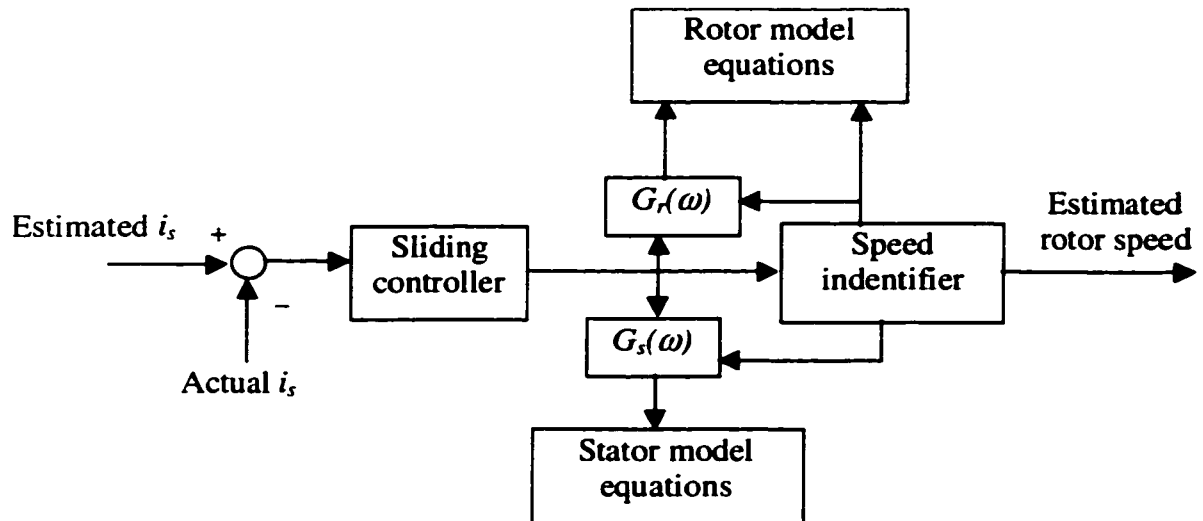 Rotor model
equations
G_r(ω)
Estimated i_s
+
Sliding
controller
Speed
indentifier
Estimated
rotor speed
−
G_s(ω)
Actual i_s
Stator model
equations